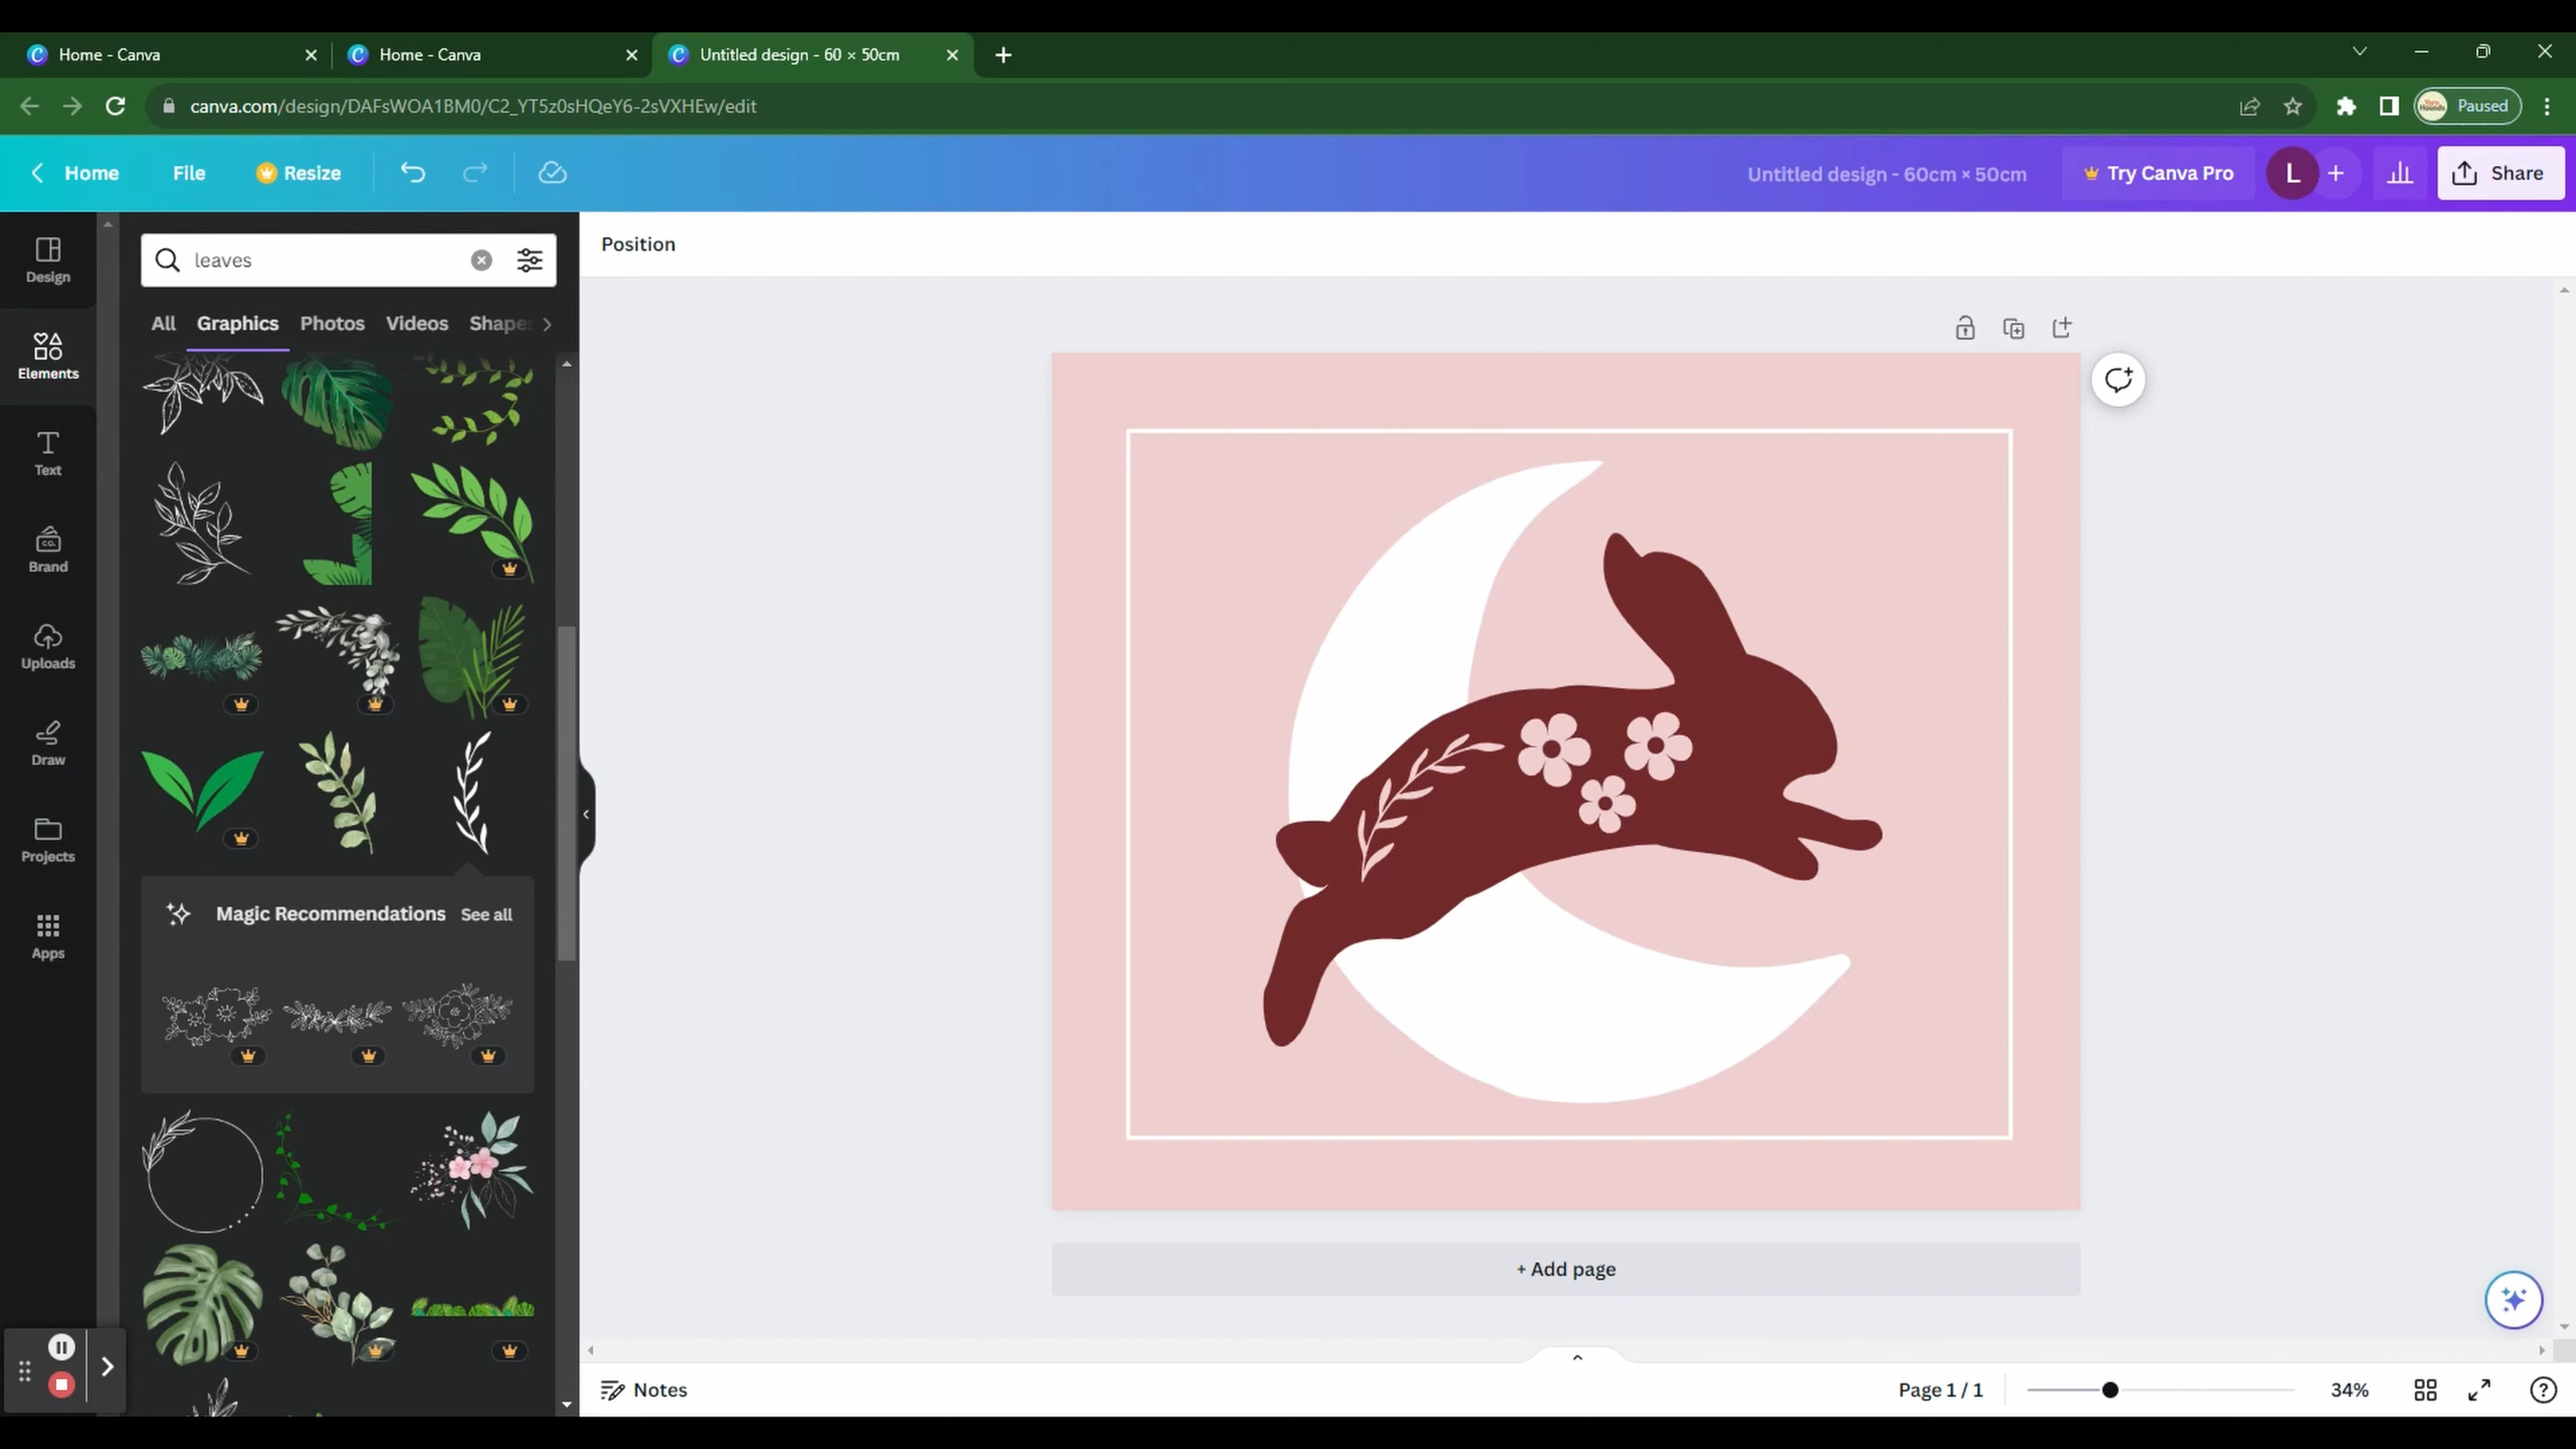 Home - Canva
Home - Canva
Untitled design - 60 × 50cm
canva.com/design/DAFsWOA1BM0/C2_YT5z0sHQeY6-2sVXHEw/edit
Paused
Home
File
Resize
Untitled design - 60cm × 50cm
Try Canva Pro
L
Share
Design
Elements
Text
Brand
Uploads
Draw
Projects
Apps
leaves
All
Graphics
Photos
Videos
Shapes
Magic Recommendations
See all
Position
+ Add page
Notes
Page 1 / 1
34%